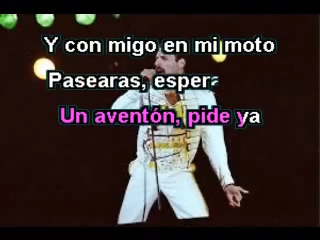 Y con migo en mi moto
Pasearas, espera
Un aventón, pide ya